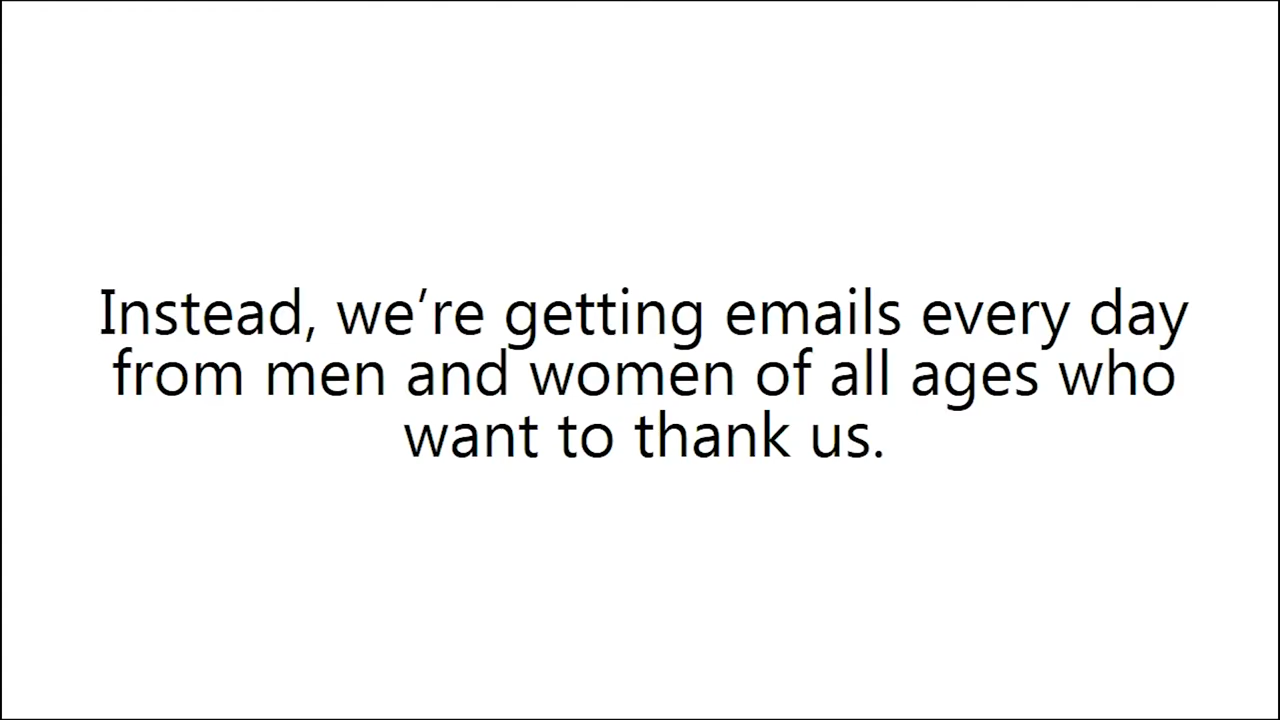 Instead, we’re getting emails every day
from men and women of all ages who
want to thank us.